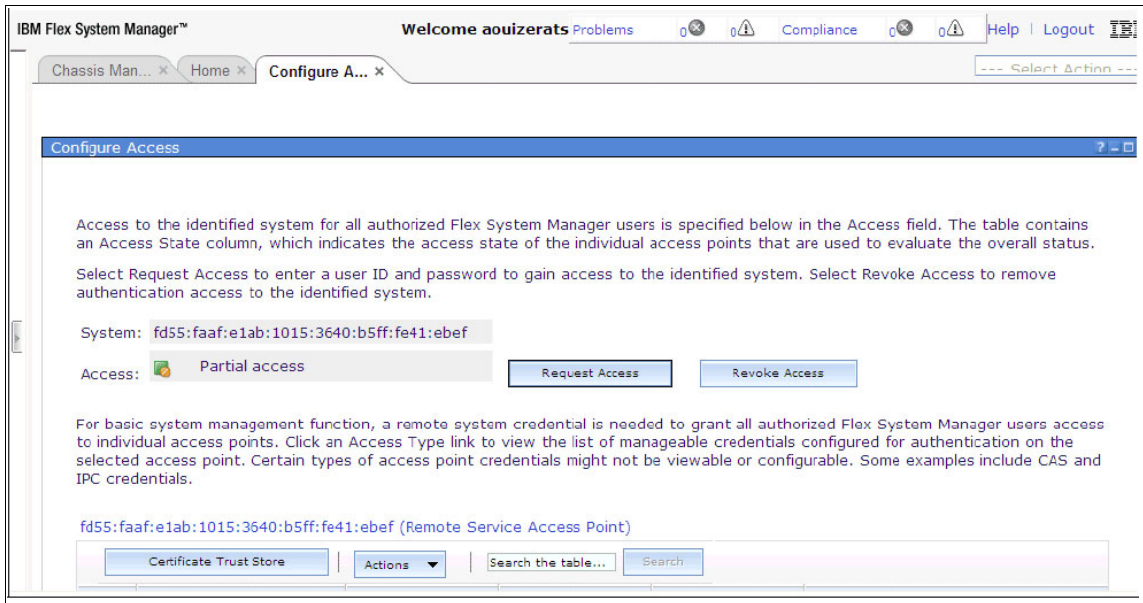 IBM Flex System Manager™ Welcome aouizerats Problems 0 0 Compliance 0 0 Help | Logout IBM
Chassis Man... × Home × Configure A... × --- Select Action ---
Configure Access ? –
Access to the identified system for all authorized Flex System Manager users is specified below in the Access field. The table contains
an Access State column, which indicates the access state of the individual access points that are used to evaluate the overall status.
Select Request Access to enter a user ID and password to gain access to the identified system. Select Revoke Access to remove
authentication access to the identified system.
System: fd55:faaf:e1ab:1015:3640:b5ff:fe41:ebef
Access: Partial access Request Access Revoke Access
For basic system management function, a remote system credential is needed to grant all authorized Flex System Manager users access
to individual access points. Click an Access Type link to view the list of manageable credentials configured for authentication on the
selected access point. Certain types of access point credentials might not be viewable or configurable. Some examples include CAS and
IPC credentials.
fd55:faaf:e1ab:1015:3640:b5ff:fe41:ebef (Remote Service Access Point)
Certificate Trust Store | Actions | Search the table... Search